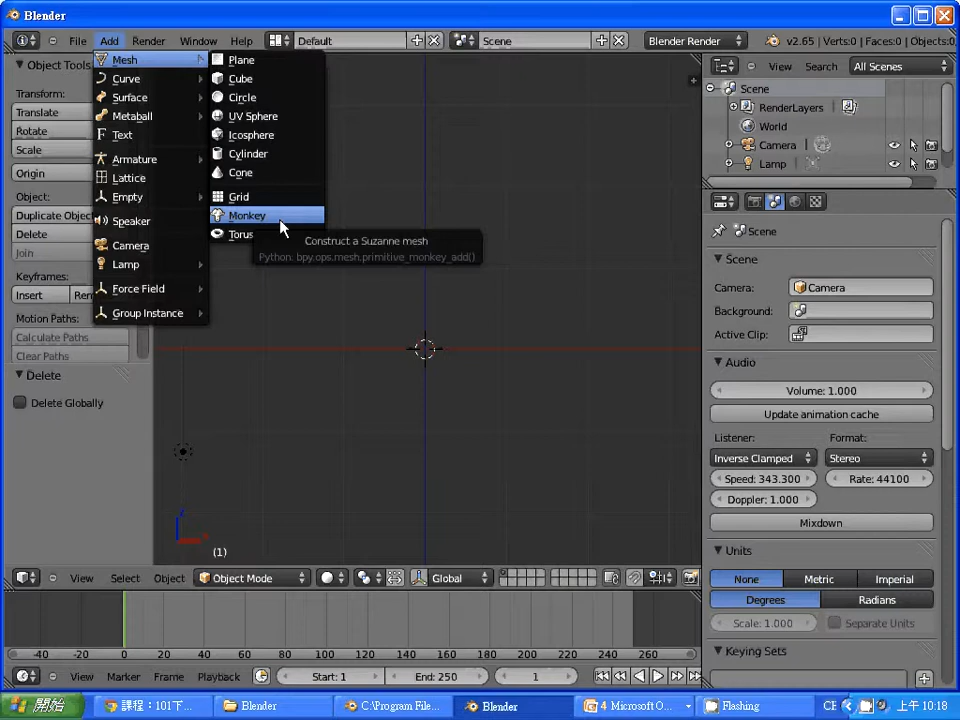 Blender
File Add Render Window Help Default Scene Blender Render v2.65 | Verts:0 | Faces:0 | Objects:0
Object Tools
Transform:
Translate
Rotate
Scale
Origin
Object:
Duplicate Objec
Delete
Join
Keyframes:
Insert Ren
Motion Paths:
Calculate Paths
Clear Paths
Delete
Delete Globally
Mesh
Curve
Surface
Metaball
Text
Armature
Lattice
Empty
Speaker
Camera
Lamp
Force Field
Group Instance
Plane
Cube
Circle
UV Sphere
Icosphere
Cylinder
Cone
Grid
Monkey
Torus
Construct a Suzanne mesh
Python: bpy.ops.mesh.primitive_monkey_add()
(1)
View Select Object Object Mode Global
-40 -20 0 20 40 60 80 100 120 140 160 180 200 220 240 260 280
View Marker Frame Playback Start: 1 End: 250 1
View Search All Scenes
Scene
RenderLayers
World
Camera
Lamp
Scene
Scene
Camera: Camera
Background:
Active Clip:
Audio
Volume: 1.000
Update animation cache
Listener: Format:
Inverse Clamped Stereo
Speed: 343.300 Rate: 44100
Doppler: 1.000
Mixdown
Units
None Metric Imperial
Degrees Radians
Scale: 1.000 Separate Units
Keying Sets
開始 課程：101下... Blender C:\Program File... Blender 4 Microsoft O... Flashing CH 上午 10:18